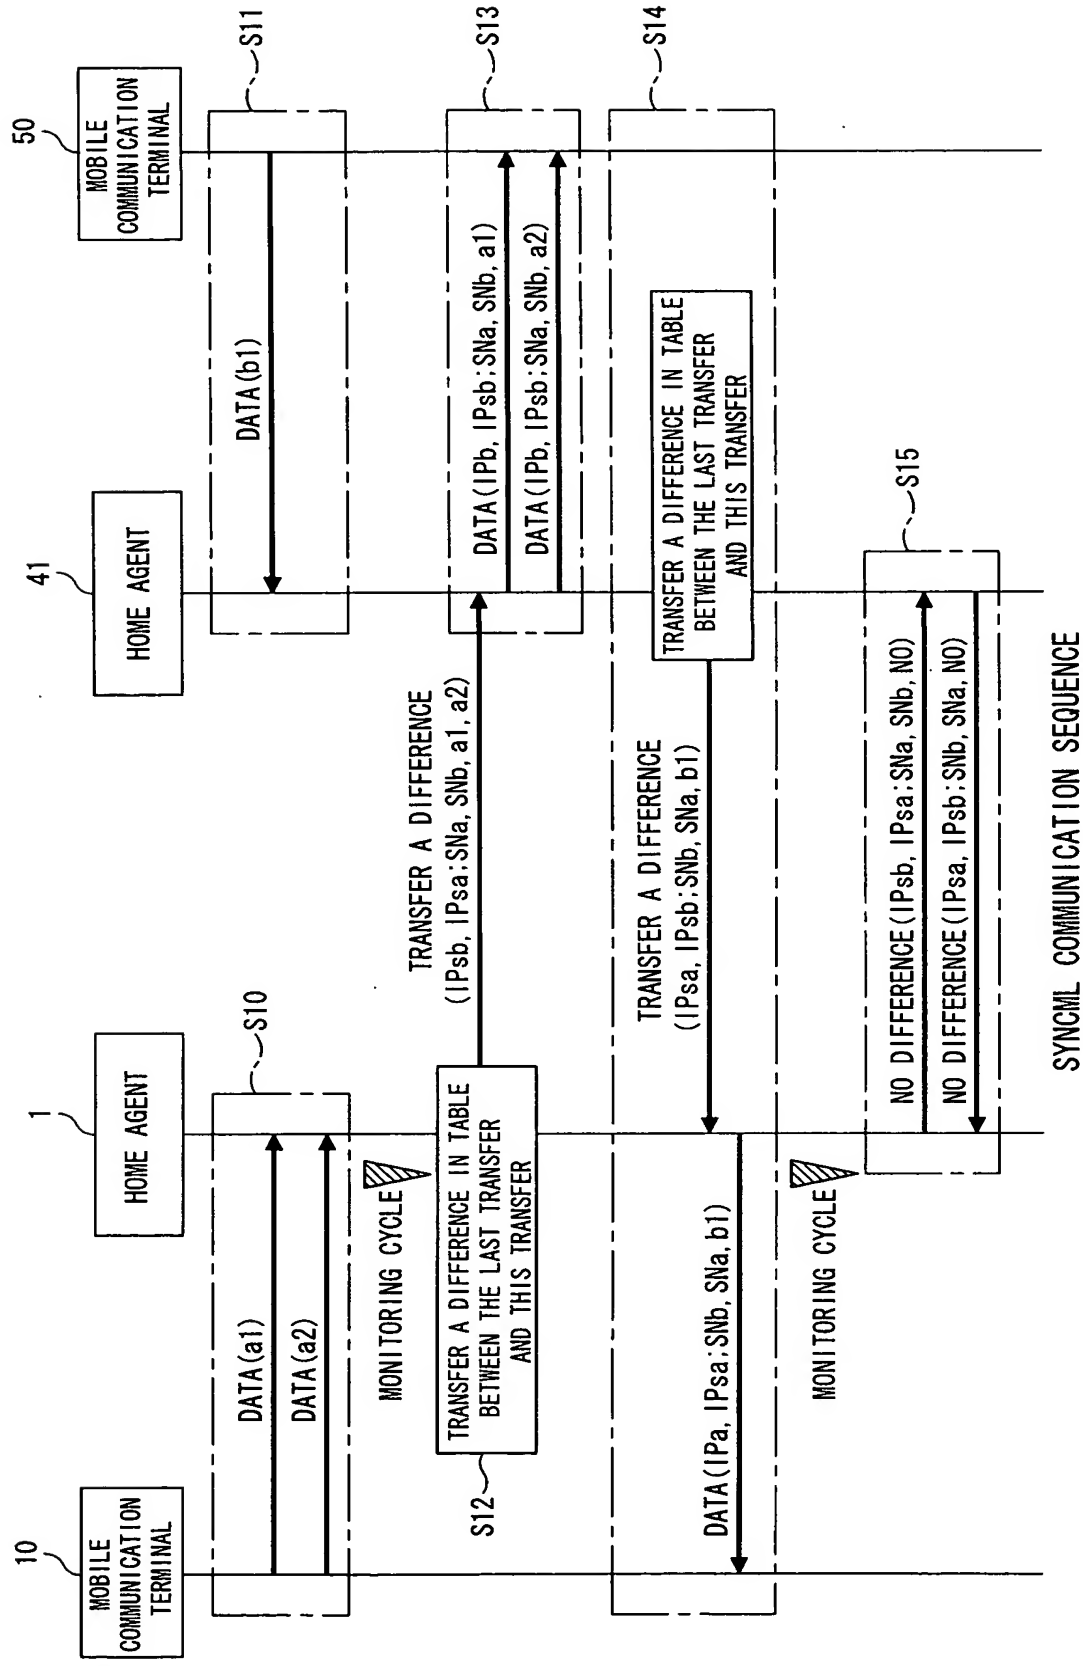 10
MOBILE
COMMUNICATION
TERMINAL
1
HOME AGENT
41
HOME AGENT
50
MOBILE
COMMUNICATION
TERMINAL
S10
DATA(a1)
DATA(a2)
S11
DATA(b1)
MONITORING CYCLE
S12
TRANSFER A DIFFERENCE IN TABLE
BETWEEN THE LAST TRANSFER
AND THIS TRANSFER
TRANSFER A DIFFERENCE
(IPsb, IPsa;SNa, SNb, a1, a2)
S13
DATA(IPb, IPsb;SNa, SNb, a1)
DATA(IPb, IPsb;SNa, SNb, a2)
S14
TRANSFER A DIFFERENCE IN TABLE
BETWEEN THE LAST TRANSFER
AND THIS TRANSFER
TRANSFER A DIFFERENCE
(IPsa, IPsb;SNb, SNa, b1)
DATA(IPa, IPsa;SNb, SNa, b1)
MONITORING CYCLE
S15
NO DIFFERENCE(IPsb, IPsa;SNa, SNb, NO)
NO DIFFERENCE(IPsa, IPsb;SNb, SNa, NO)
SYNCML COMMUNICATION SEQUENCE